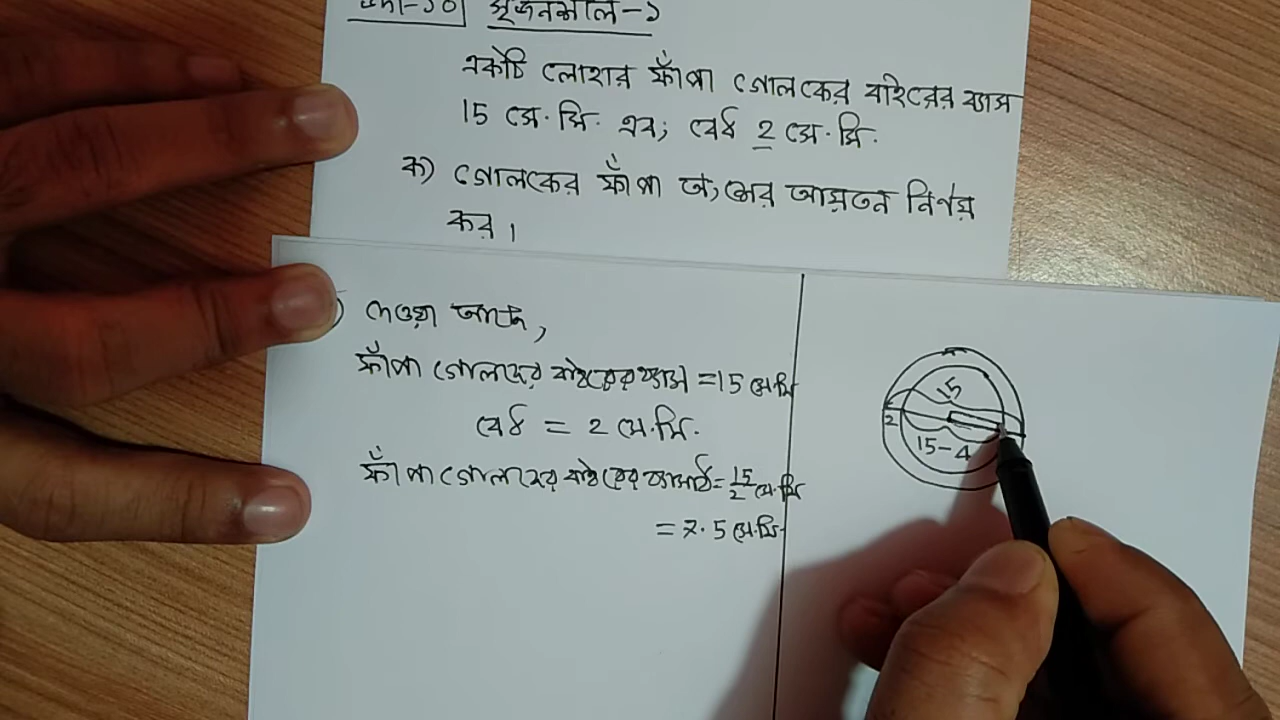 সৃজনশীল-১
একটি লোহার ফাঁপা গোলকের বাইরের ব্যাস
15 সে.মি. এবং বেধ 2 সে.মি.
ক) গোলকের ফাঁপা অংশের আয়তন নির্ণয়
কর।
) দেওয়া আছে,
ফাঁপা গোলকের বাইরের ব্যাস = 15 সে.মি
বেধ = 2 সে.মি.
ফাঁপা গোলকের বাইরের ব্যাসার্ধ = 15/2 সে.মি
= 7.5 সে.মি
15
2
15-4